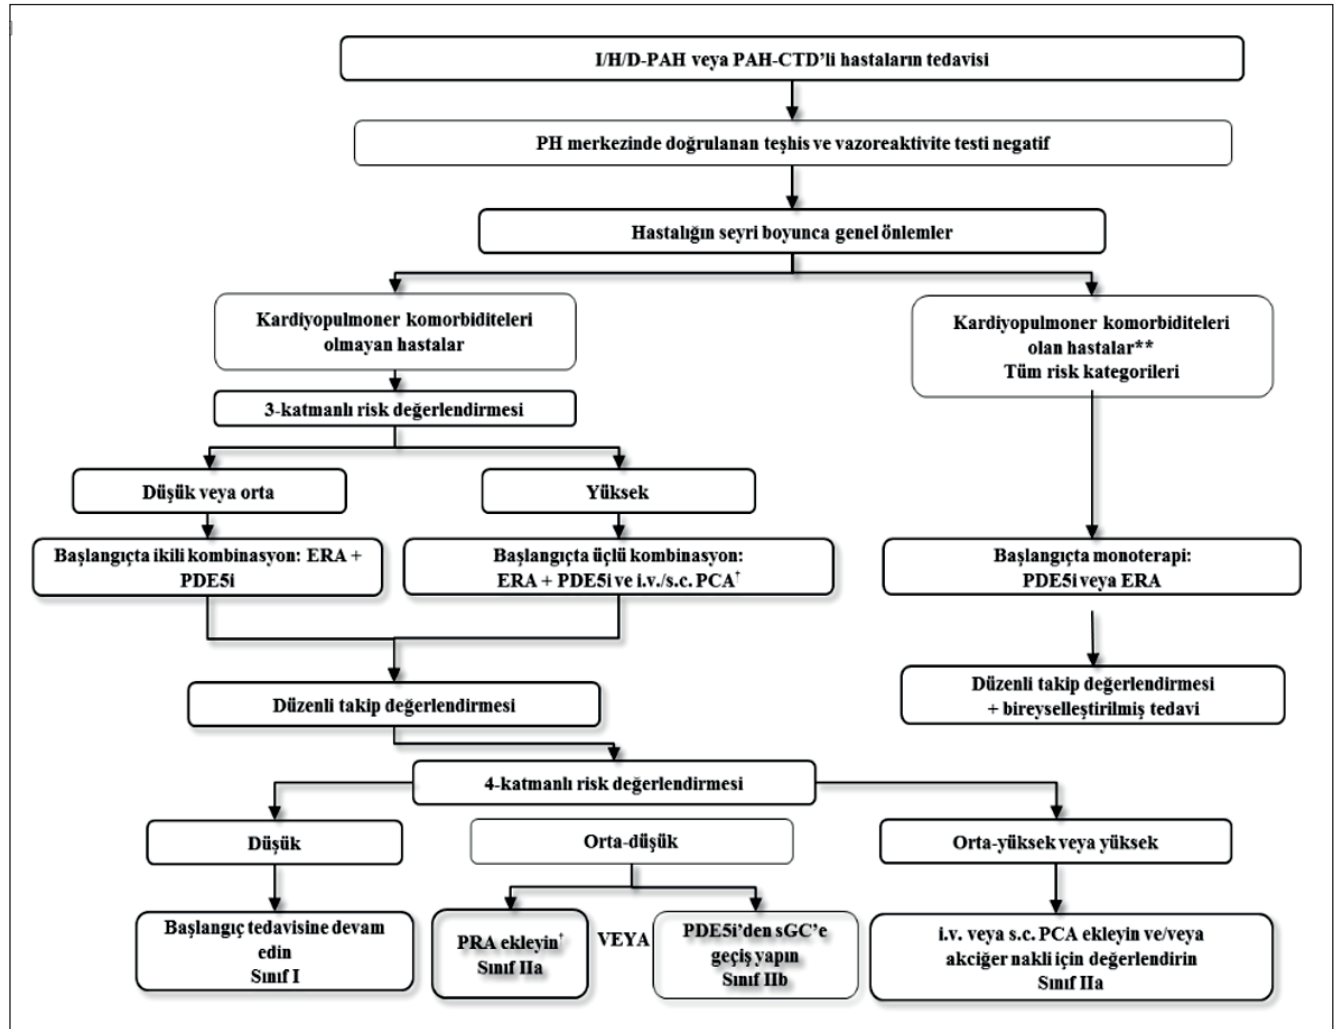 I/H/D-PAH veya PAH-CTD’li hastaların tedavisi
PH merkezinde doğrulanan teşhis ve vazoreaktivite testi negatif
Hastalığın seyri boyunca genel önlemler
Kardiyopulmoner komorbiditeleri
olmayan hastalar
Kardiyopulmoner komorbiditeleri
olan hastalar**
Tüm risk kategorileri
3-katmanlı risk değerlendirmesi
Düşük veya orta
Yüksek
Başlangıçta ikili kombinasyon: ERA +
PDE5i
Başlangıçta üçlü kombinasyon:
ERA + PDE5i ve i.v./s.c. PCA†
Başlangıçta monoterapi:
PDE5i veya ERA
Düzenli takip değerlendirmesi
Düzenli takip değerlendirmesi
+ bireyselleştirilmiş tedavi
4-katmanlı risk değerlendirmesi
Düşük
Orta-düşük
Orta-yüksek veya yüksek
Başlangıç tedavisine devam
edin
Sınıf I
PRA ekleyin†
Sınıf IIa
VEYA
PDE5i’den sGC’e
geçiş yapın
Sınıf IIb
i.v. veya s.c. PCA ekleyin ve/veya
akciğer nakli için değerlendirin
Sınıf IIa